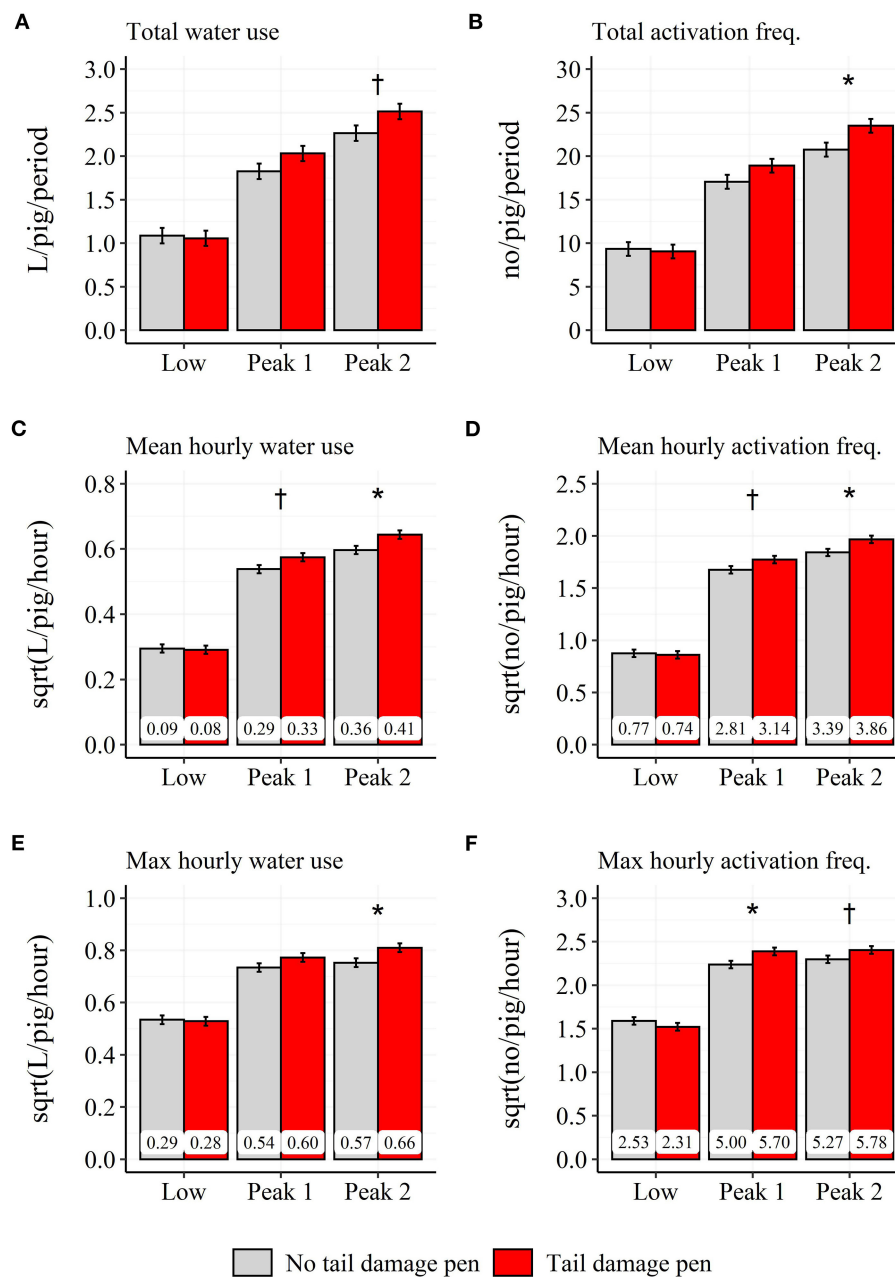 A
Total water use
L/pig/period
3.0
2.5
2.0
1.5
1.0
0.5
0.0
†
Low Peak 1 Peak 2
B
Total activation freq.
no/pig/period
30
25
20
15
10
5
0
*
Low Peak 1 Peak 2
C
Mean hourly water use
sqrt(L/pig/hour)
0.8
0.6
0.4
0.2
0.0
† *
0.09 0.08 0.29 0.33 0.36 0.41
Low Peak 1 Peak 2
D
Mean hourly activation freq.
sqrt(no/pig/hour)
2.5
2.0
1.5
1.0
0.5
0.0
† *
0.77 0.74 2.81 3.14 3.39 3.86
Low Peak 1 Peak 2
E
Max hourly water use
sqrt(L/pig/hour)
1.0
0.8
0.6
0.4
0.2
0.0
*
0.29 0.28 0.54 0.60 0.57 0.66
Low Peak 1 Peak 2
F
Max hourly activation freq.
sqrt(no/pig/hour)
3.0
2.5
2.0
1.5
1.0
0.5
0.0
* †
2.53 2.31 5.00 5.70 5.27 5.78
Low Peak 1 Peak 2
No tail damage pen Tail damage pen